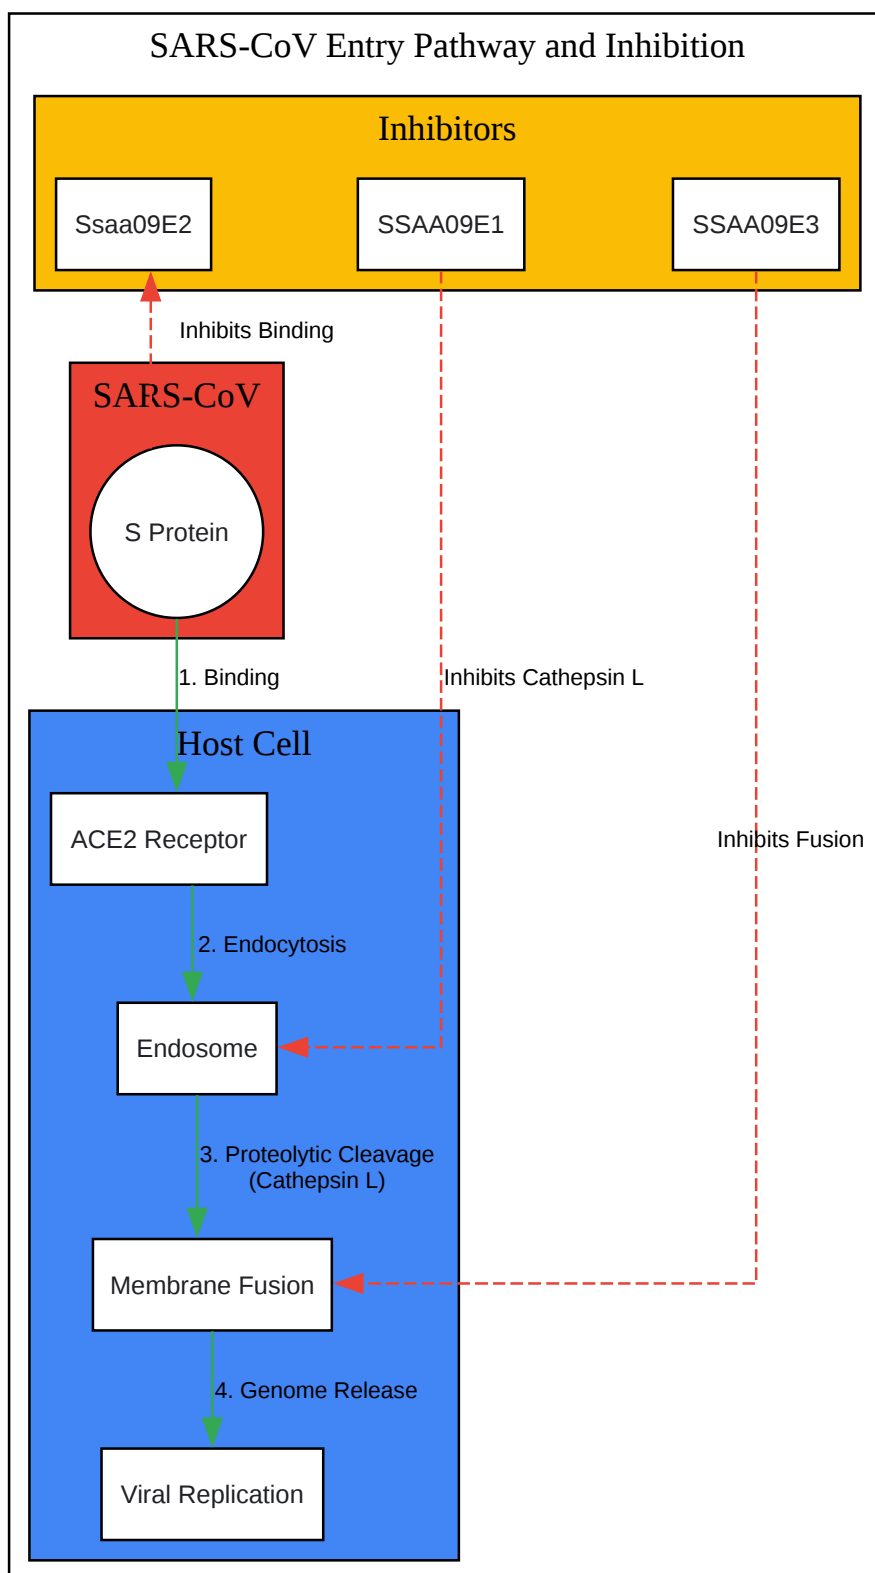 SARS-CoV Entry Pathway and Inhibition
Inhibitors
Ssaa09E2
SSAA09E1
SSAA09E3
Inhibits Binding
SARS-CoV
S Protein
1. Binding
Inhibits Cathepsin L
Host Cell
ACE2 Receptor
Inhibits Fusion
2. Endocytosis
Endosome
3. Proteolytic Cleavage
(Cathepsin L)
Membrane Fusion
4. Genome Release
Viral Replication